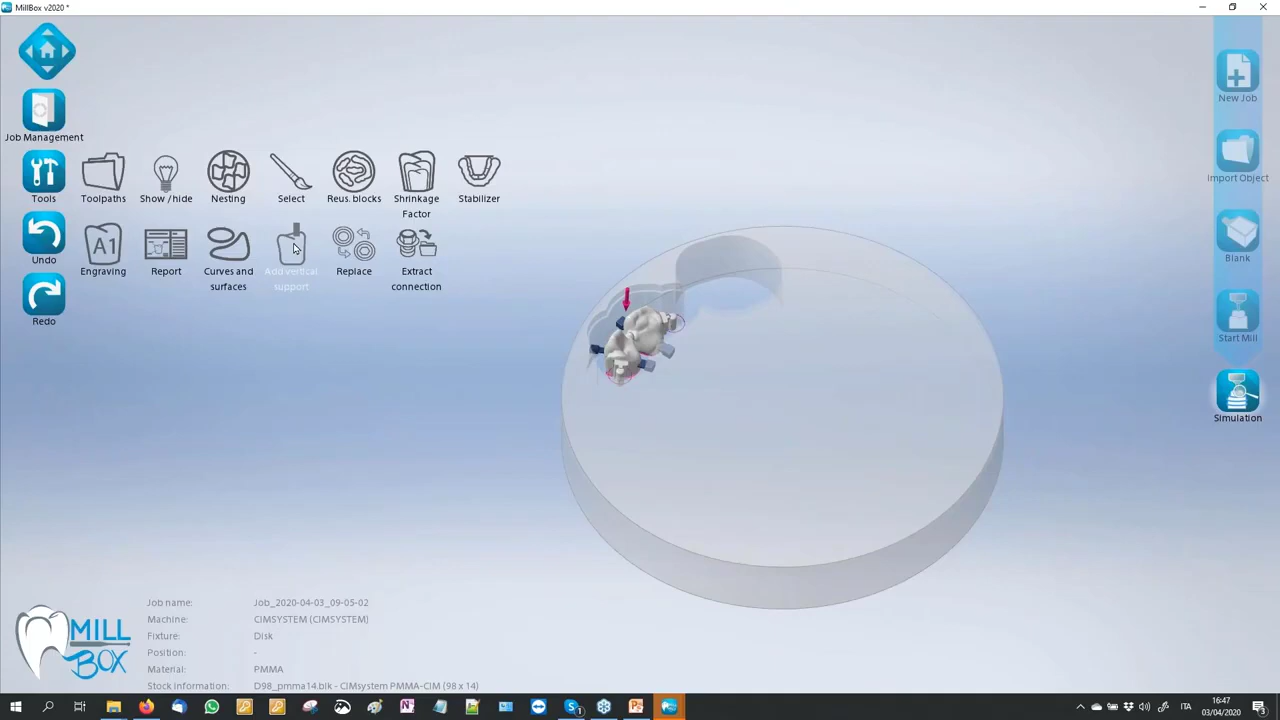 MillBox v2020 *
Job Management
Tools
Toolpaths
Show / hide
Nesting
Select
Reus. blocks
Shrinkage
Factor
Stabilizer
Undo
A1
Engraving
Report
Curves and
surfaces
Add vertical
support
Replace
Extract
connection
Redo
New Job
Import Object
Blank
Start Mill
Simulation
MILL
BOX
Job name: Job_2020-04-03_09-05-02
Machine: CIMSYSTEM (CIMSYSTEM)
Fixture: Disk
Position: -
Material: PMMA
Stock information: D98_pmma14.blk - CIMsystem PMMA-CIM (98 x 14)
ITA
16:47
03/04/2020